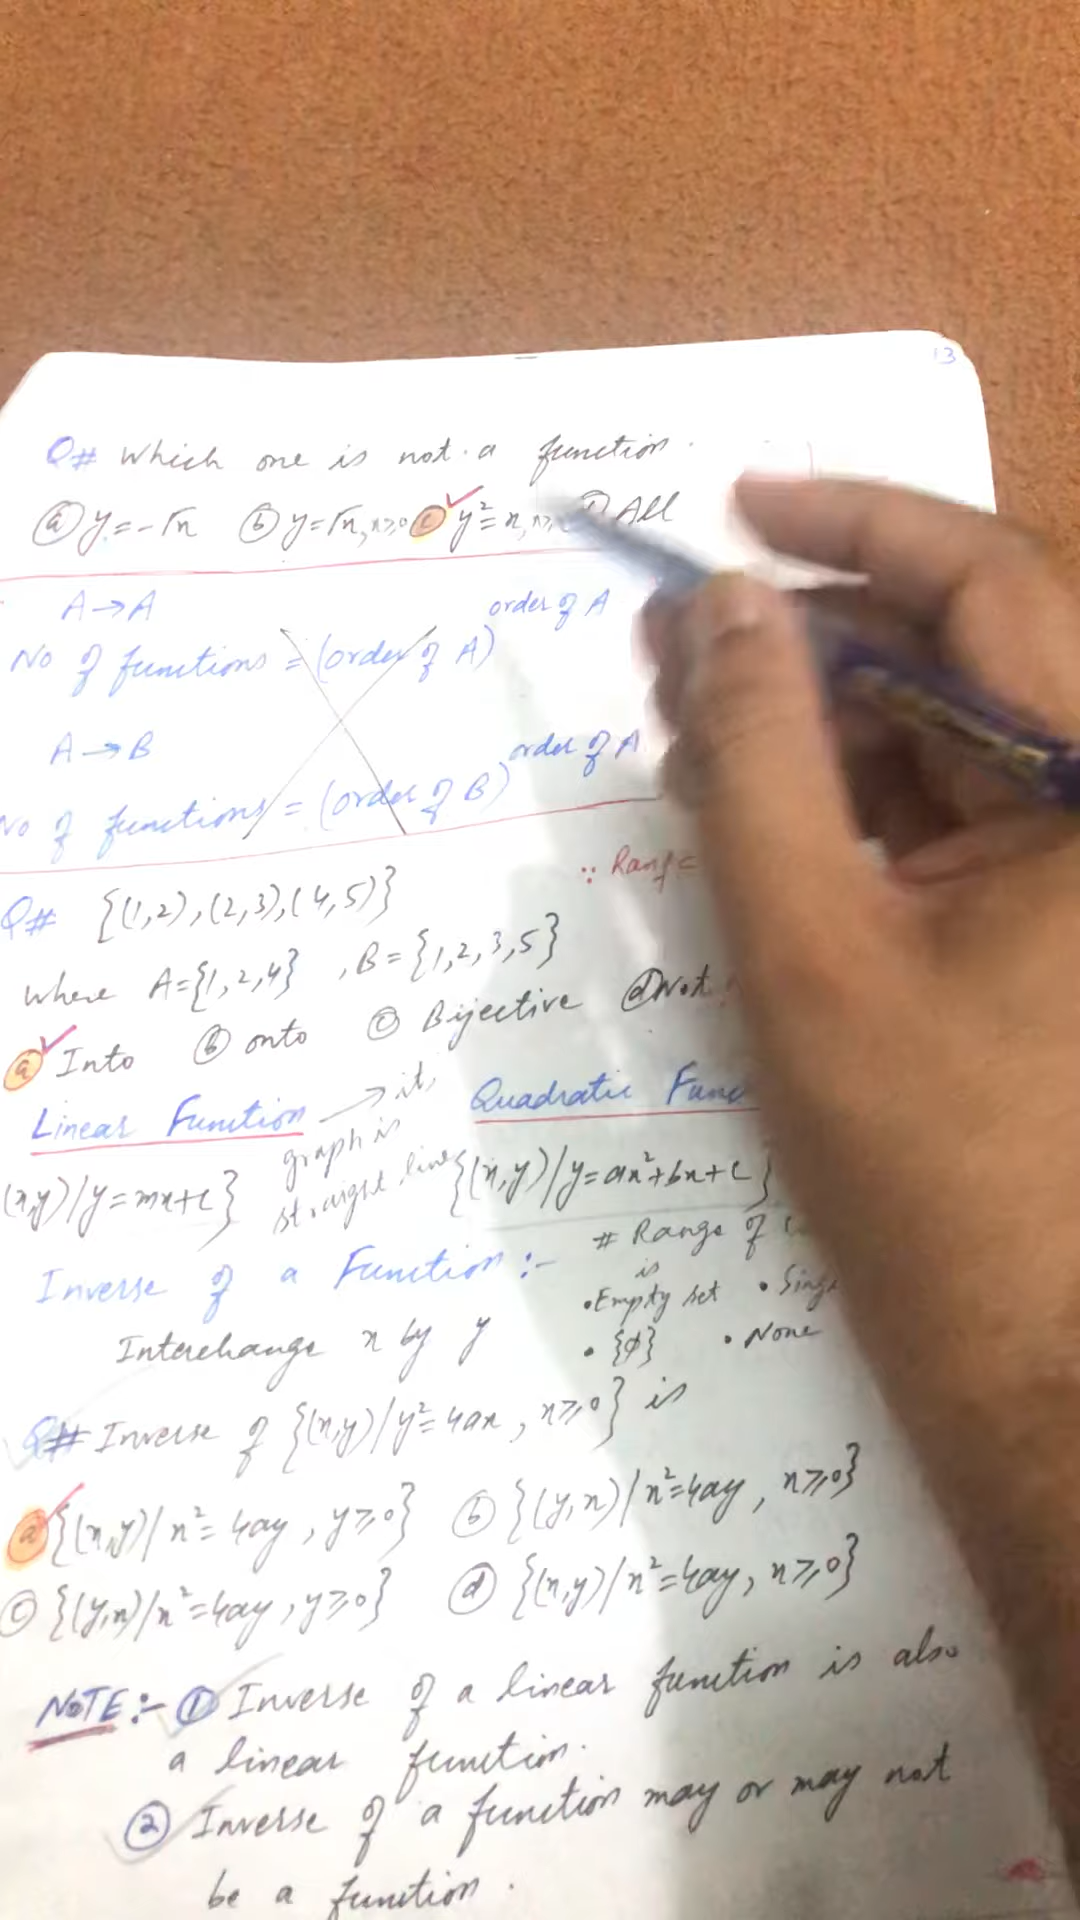 13
Q# Which one is not a function.
ⓐ y=-√x ⓑ y=√x, x≥0 ⓒ y²=x, ⓓ All
A→A
No of functions = (order of A)^order of A
A→B
No of functions = (order of B)^order of A
∵ Range
Q# {(1,2),(2,3),(4,5)}
where A={1,2,4} , B={1,2,3,5}
ⓐ Into ⓑ onto ⓒ Bijective ⓓ Not
Linear Function → it,
graph is
straight line
Quadratic Func
(x,y)/y=mx+c} {(x,y)/y=ax²+bx+c}
Inverse of a Function:-
Interchange x by y
# Range of
is
•Empty set •Sing
• {ϕ} • None
Q# Inverse of {(x,y)/y²=4ax, x≥0} is
ⓐ {(x,y)/x²=4ay, y≥0} ⓑ {(y,x)/x²=4ay, x≥0}
ⓒ {(y,x)/x²=4ay, y≥0} ⓓ {(x,y)/x²=4ay, x≥0}
NOTE:- ① Inverse of a linear function is also
a linear function.
② Inverse of a function may or may not
be a function.